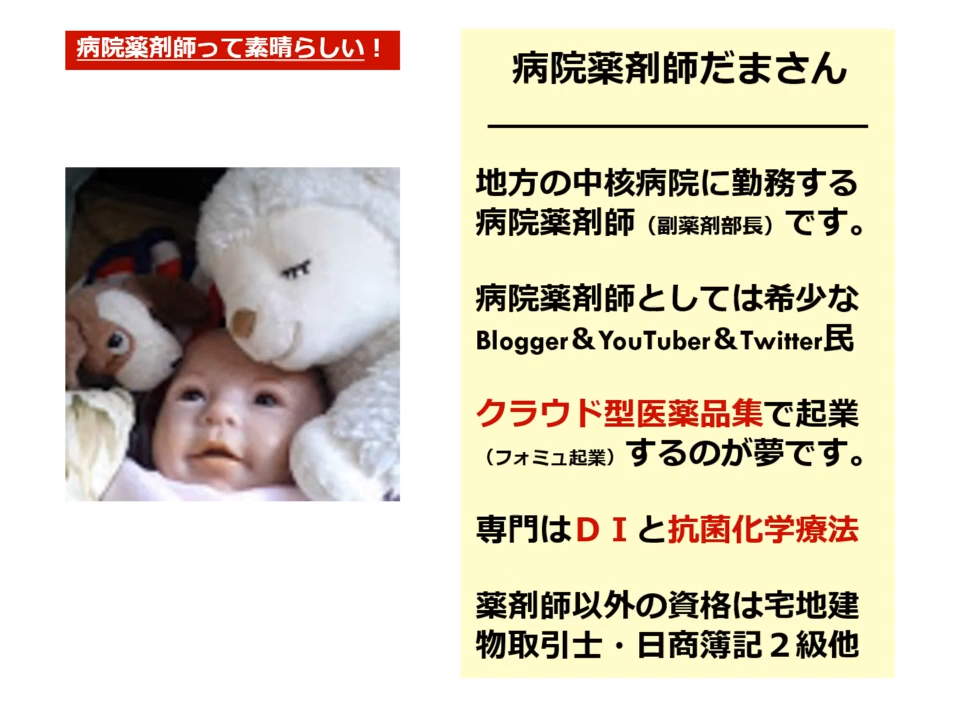 病院薬剤師って素晴らしい！
病院薬剤師だまさん
地方の中核病院に勤務する
病院薬剤師（副薬剤部長）です。
病院薬剤師としては希少な
Blogger＆YouTuber＆Twitter民
クラウド型医薬品集で起業
（フォミュ起業）するのが夢です。
専門はＤＩと抗菌化学療法
薬剤師以外の資格は宅地建
物取引士・日商簿記２級他